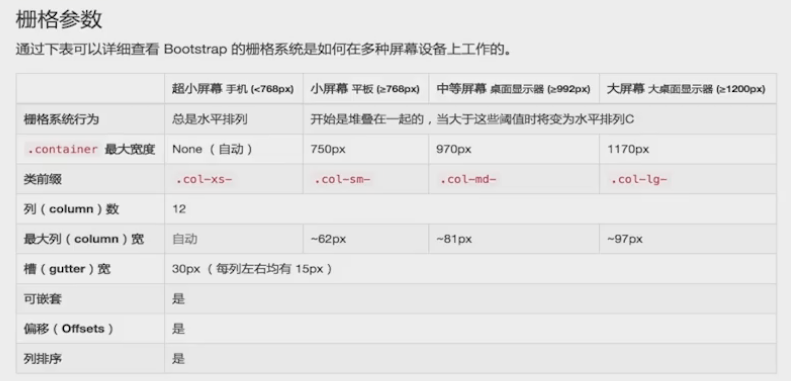 栅格参数
通过下表可以详细查看 Bootstrap 的栅格系统是如何在多种屏幕设备上工作的。
超小屏幕 手机 (<768px) 小屏幕 平板 (≥768px) 中等屏幕 桌面显示器 (≥992px) 大屏幕 大桌面显示器 (≥1200px)
栅格系统行为 总是水平排列 开始是堆叠在一起的，当大于这些阈值时将变为水平排列C
.container 最大宽度 None （自动） 750px 970px 1170px
类前缀 .col-xs- .col-sm- .col-md- .col-lg-
列（column）数 12
最大列（column）宽 自动 ~62px ~81px ~97px
槽（gutter）宽 30px （每列左右均有 15px）
可嵌套 是
偏移（Offsets） 是
列排序 是